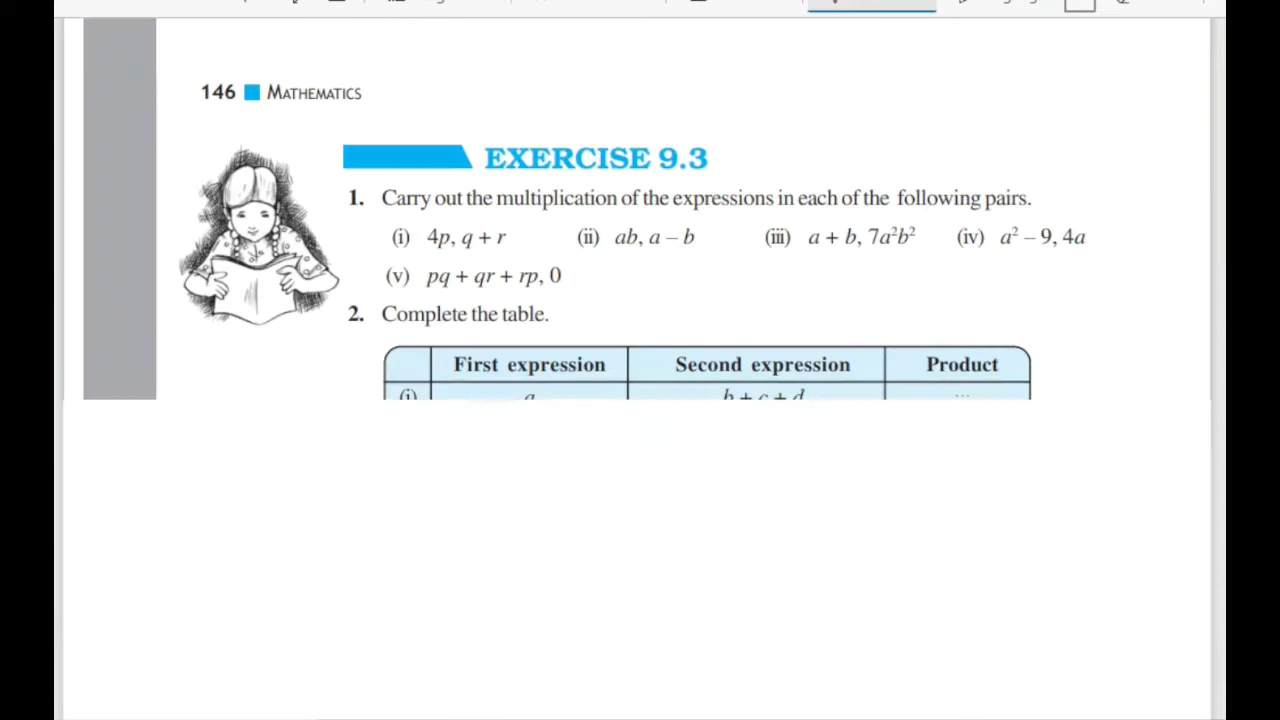 146 MATHEMATICS
EXERCISE 9.3
1. Carry out the multiplication of the expressions in each of the following pairs.
(i) 4p, q + r (ii) ab, a – b (iii) a + b, 7a²b² (iv) a² – 9, 4a
(v) pq + qr + rp, 0
2. Complete the table.
First expression Second expression Product
(i) a b + c + d ...